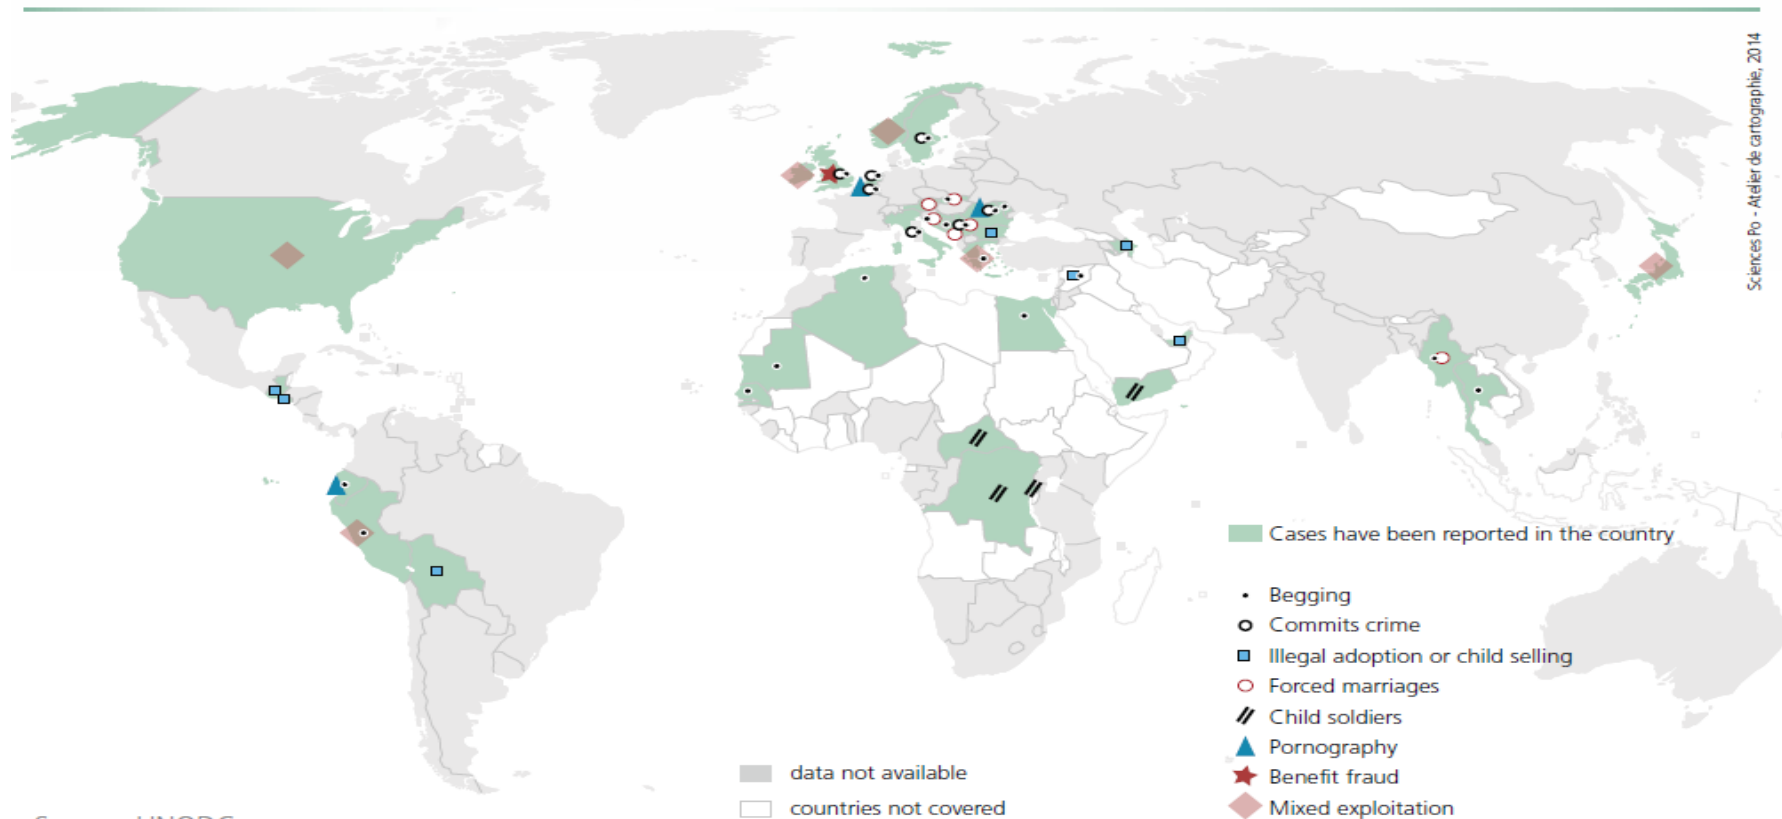 Sciences Po - Atelier de cartographie, 2014
Cases have been reported in the country
Begging
Commits crime
Illegal adoption or child selling
Forced marriages
Child soldiers
Pornography
Benefit fraud
Mixed exploitation
data not available
countries not covered